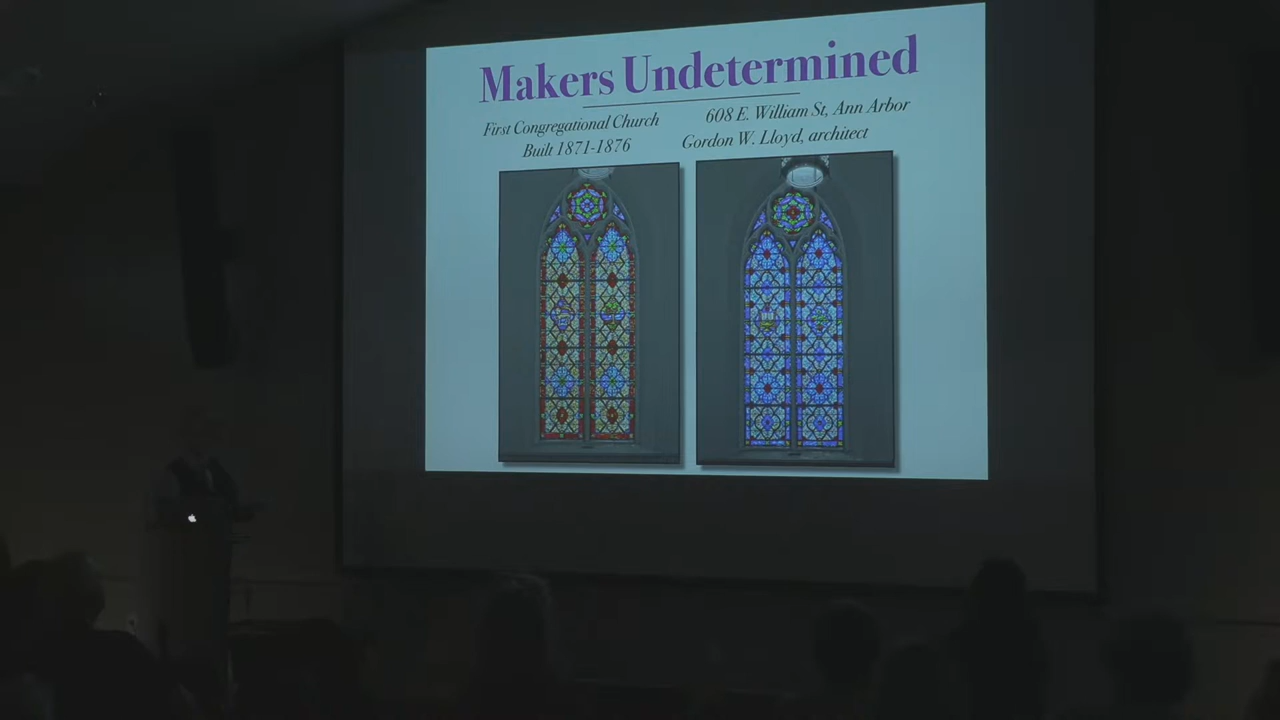 Makers Undetermined
First Congregational Church
Built 1871-1876
608 E. William St, Ann Arbor
Gordon W. Lloyd, architect